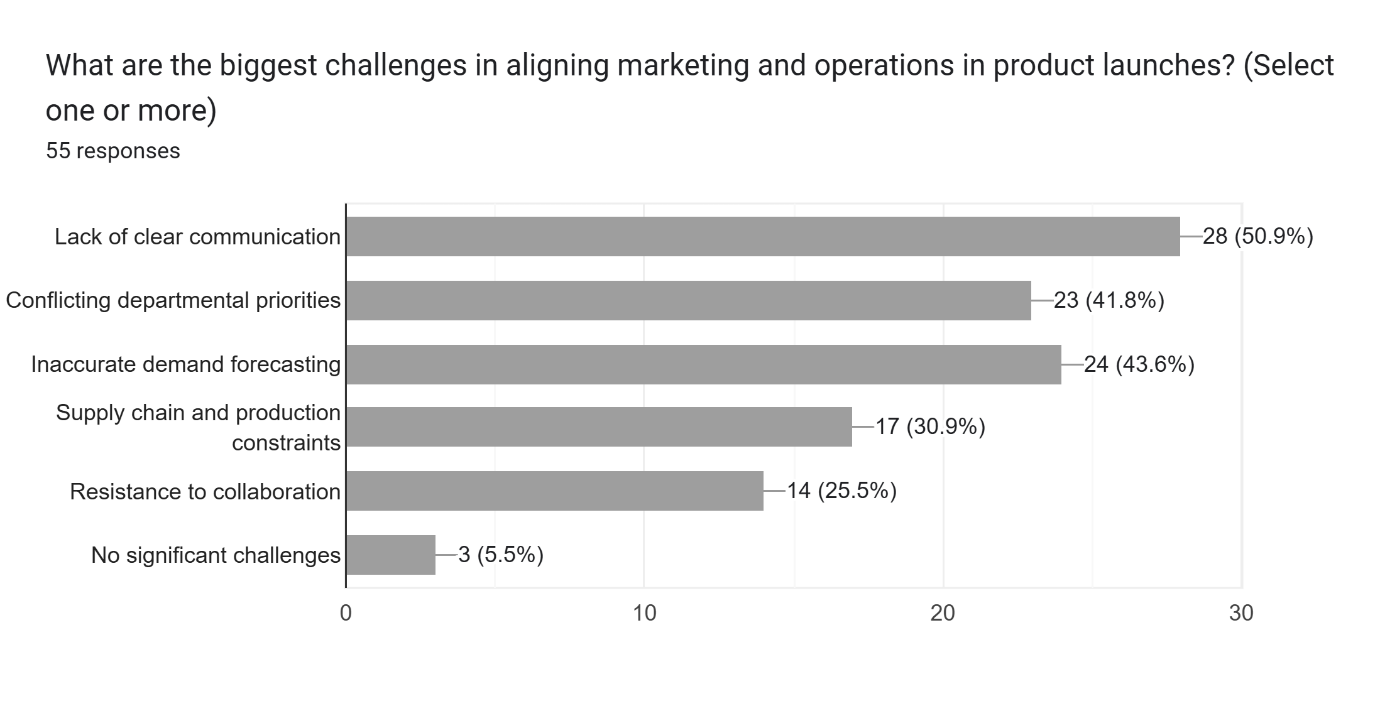 What are the biggest challenges in aligning marketing and operations in product launches? (Select
one or more)
55 responses
Lack of clear communication
28 (50.9%)
Conflicting departmental priorities
23 (41.8%)
Inaccurate demand forecasting
24 (43.6%)
Supply chain and production
constraints
17 (30.9%)
Resistance to collaboration
14 (25.5%)
No significant challenges
3 (5.5%)
0
10
20
30